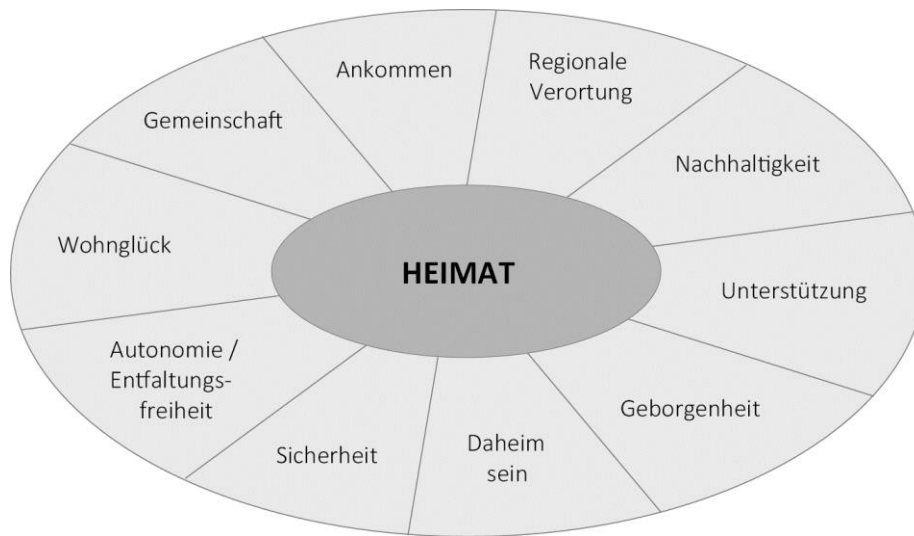 Ankommen
Regionale
Verortung
Nachhaltigkeit
Unterstützung
Geborgenheit
Daheim
sein
Sicherheit
Autonomie /
Entfaltungs-
freiheit
Wohnglück
Gemeinschaft
HEIMAT